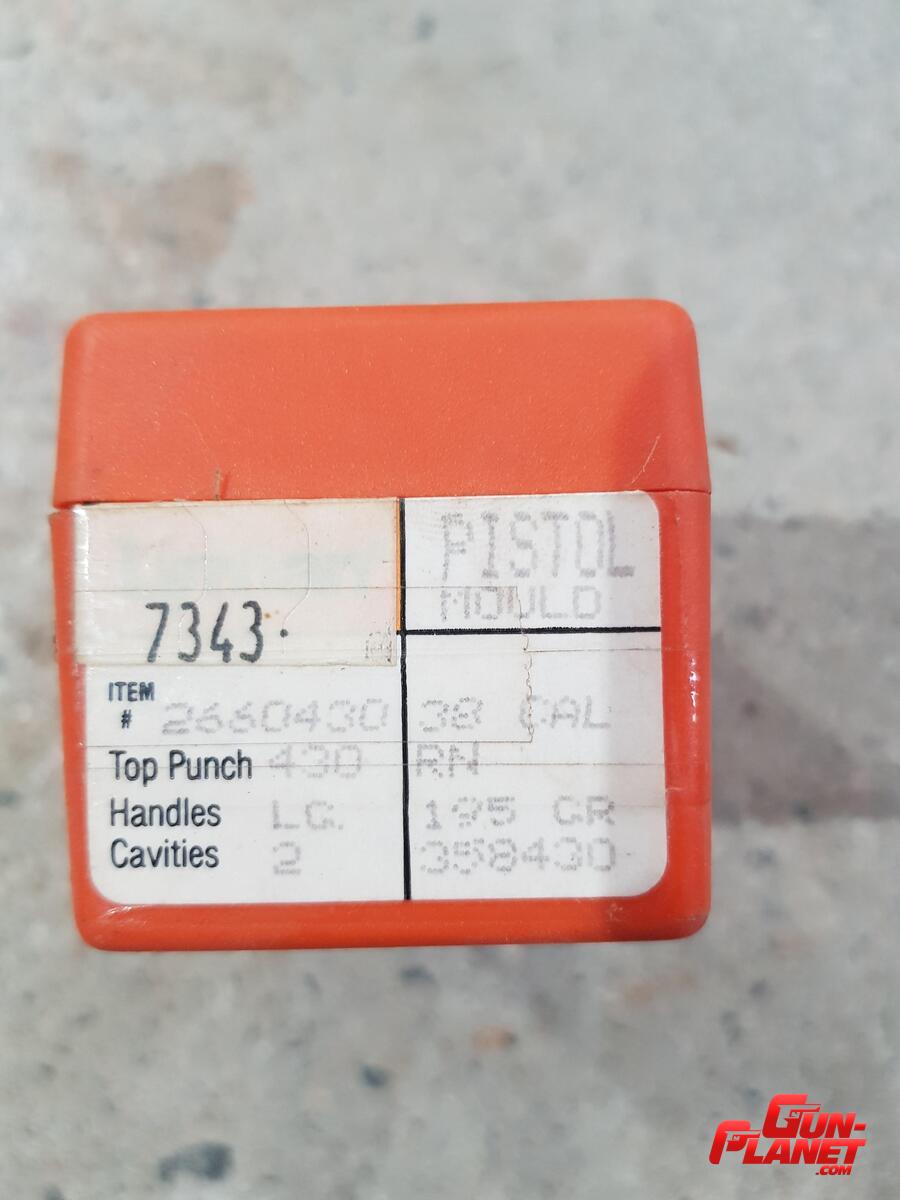 PISTOL
MOULD
7343.
ITEM
# 2660430
38 CAL
Top Punch 430
RN
Handles LG.
195 GR
Cavities 2
358430
GUN-
PLANET
.COM